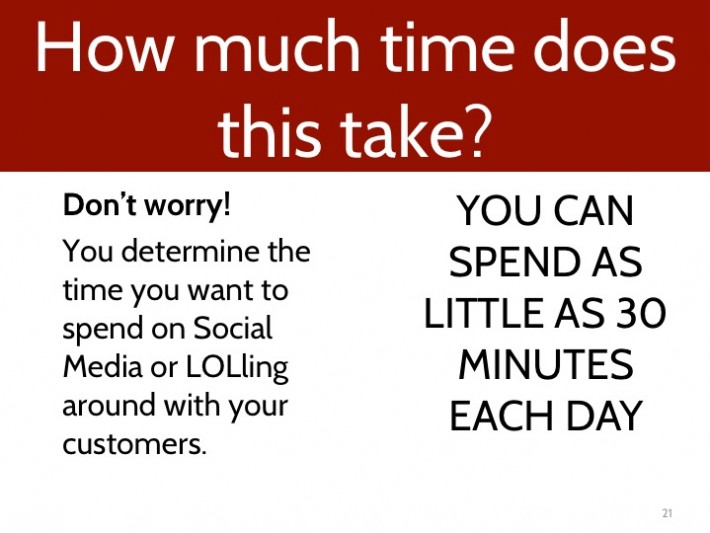 How much time does
this take?
Don't worry!
You determine the
time you want to
spend on Social
Media or LOLling
around with your
customers.
YOU CAN
SPEND AS
LITTLE AS 30
MINUTES
EACH DAY
21